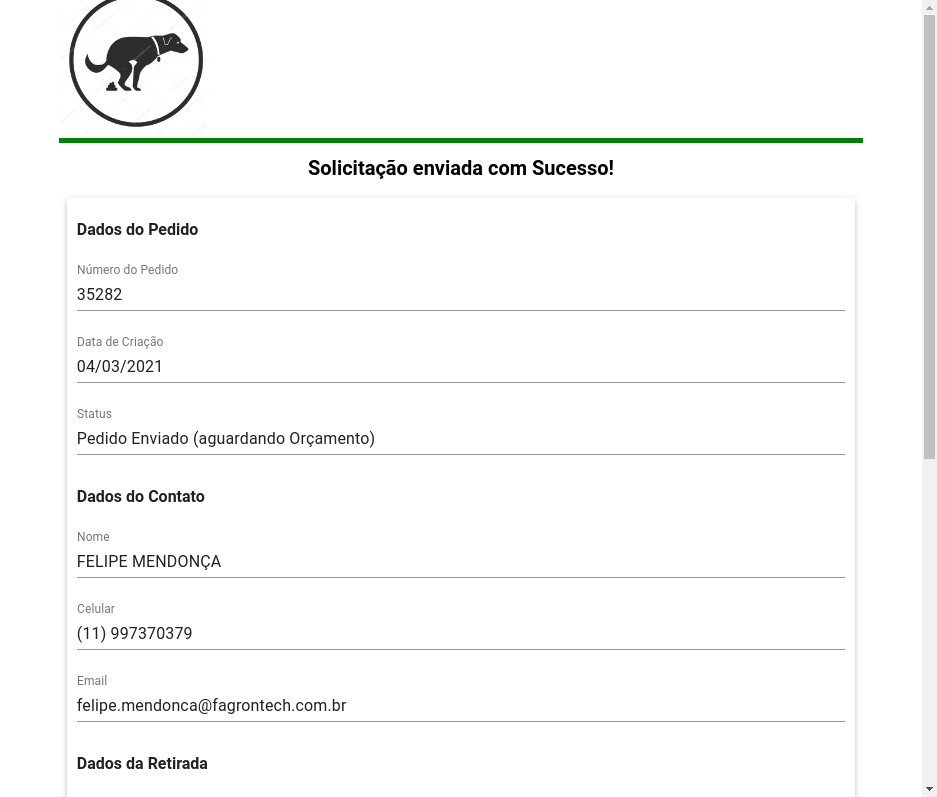 Solicitação enviada com Sucesso!
Dados do Pedido
Número do Pedido
35282
Data de Criação
04/03/2021
Status
Pedido Enviado (aguardando Orçamento)
Dados do Contato
Nome
FELIPE MENDONÇA
Celular
(11) 997370379
Email
felipe.mendonca@fagrontech.com.br
Dados da Retirada